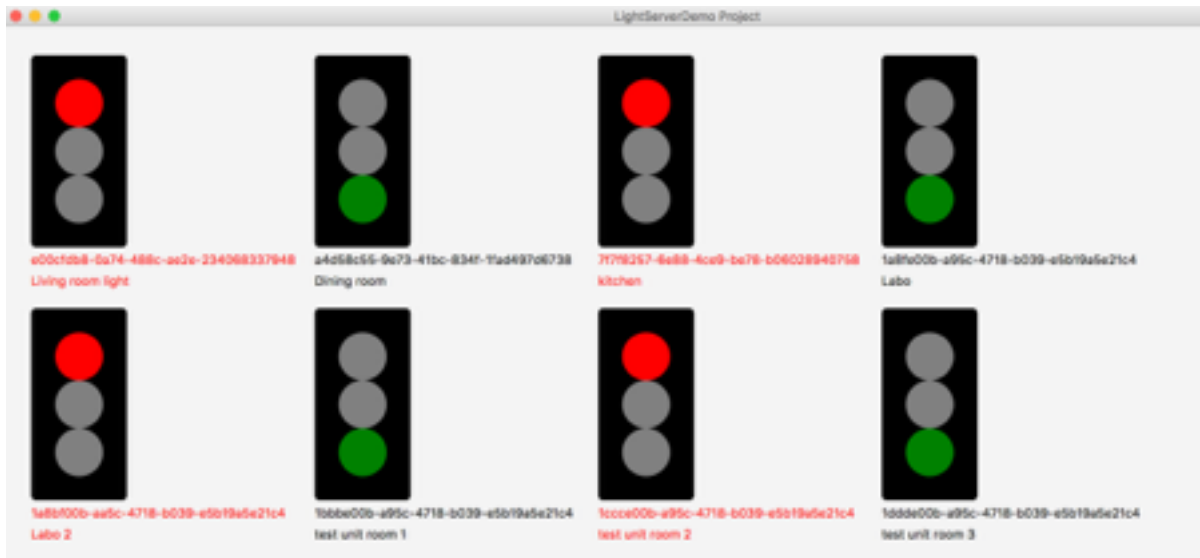 LightServerDemo Project
e00cfdb8-0a74-488c-ae2e-234068337948
Living room light
a4d58c55-9e73-41bc-834f-1fad497d6738
Dining room
7f7f8257-6e88-4ce9-be78-b06028940758
kitchen
1a8fe00b-a95c-4718-b039-e5b19a5e21c4
Labo
1a8bf00b-aa5c-4718-b039-e5b19a5e21c4
Labo 2
1bbbe00b-a95c-4718-b039-e5b19a5e21c4
test unit room 1
1ccce00b-a95c-4718-b039-e5b19a5e21c4
test unit room 2
1ddde00b-a95c-4718-b039-e5b19a5e21c4
test unit room 3